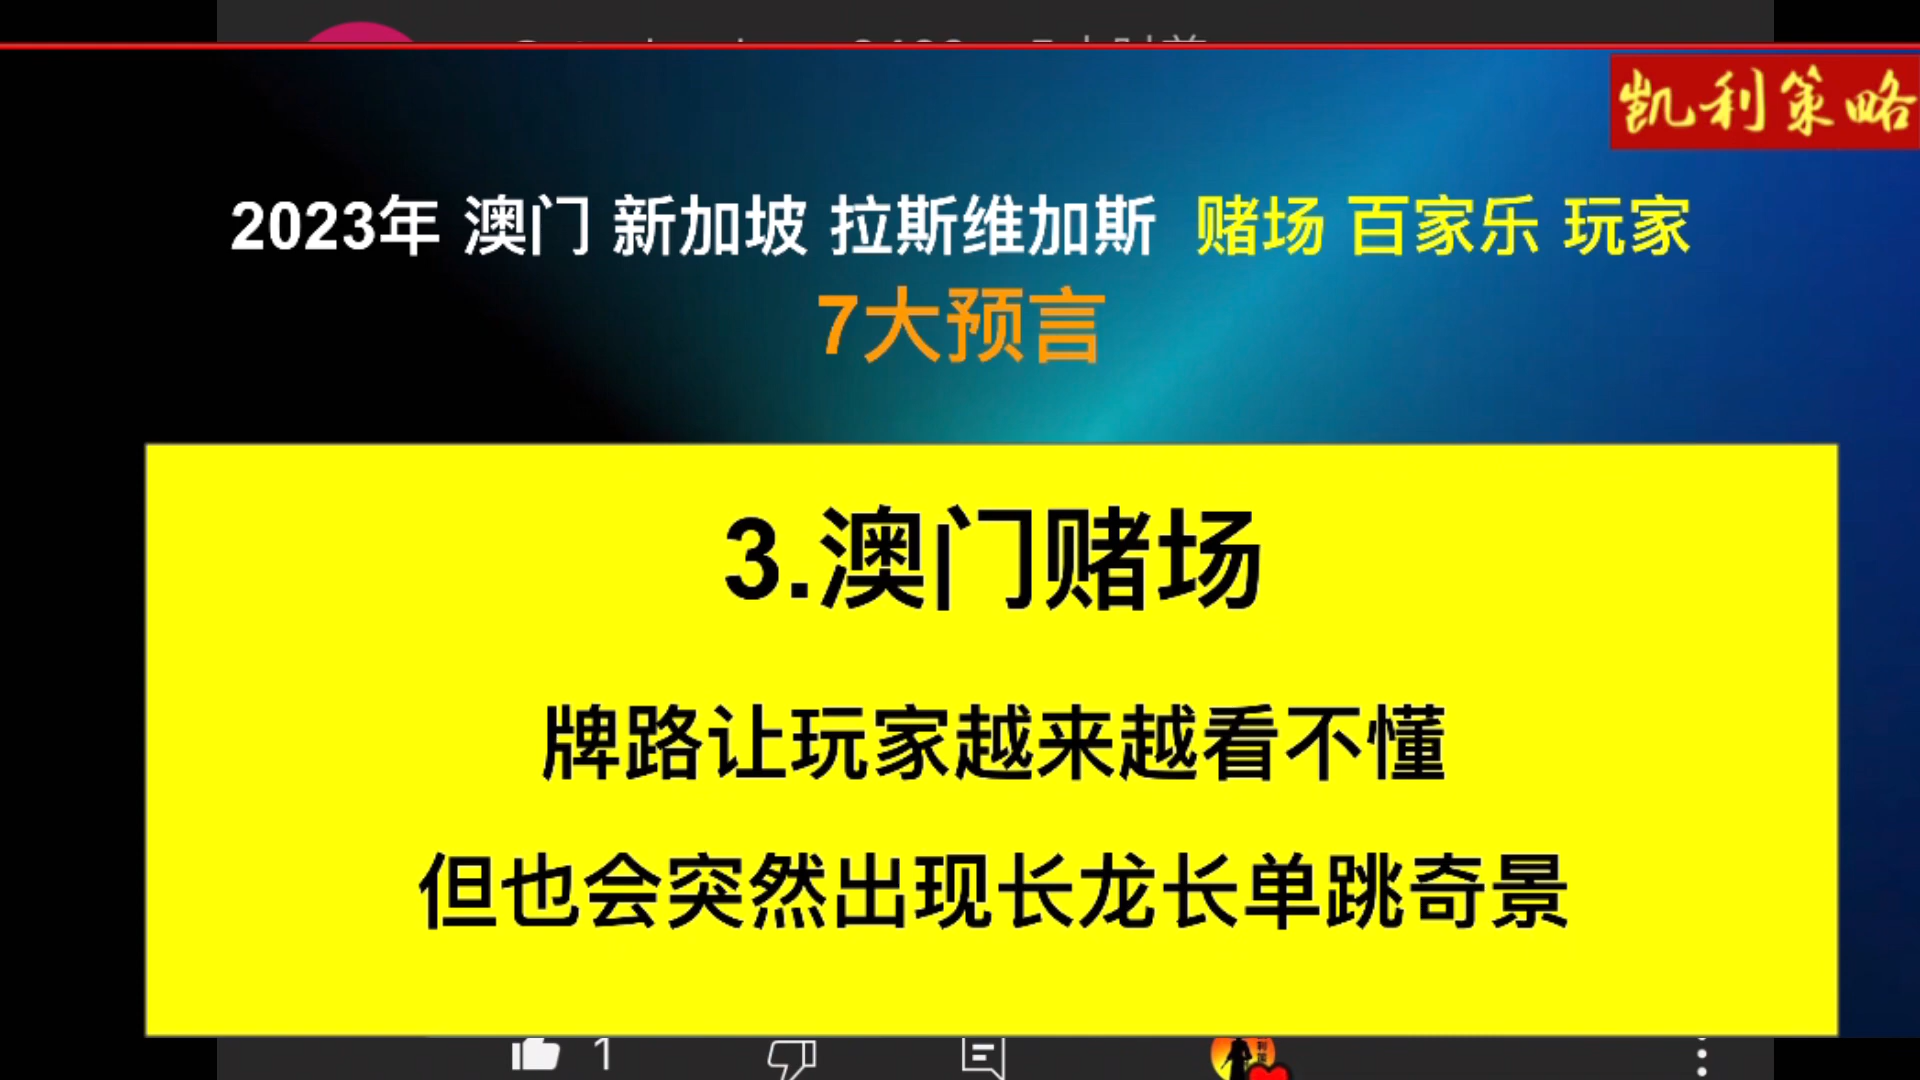 凯利策略
2023年 澳门 新加坡 拉斯维加斯 赌场 百家乐 玩家
7大预言
3.澳门赌场
牌路让玩家越来越看不懂
但也会突然出现长龙长单跳奇景
1